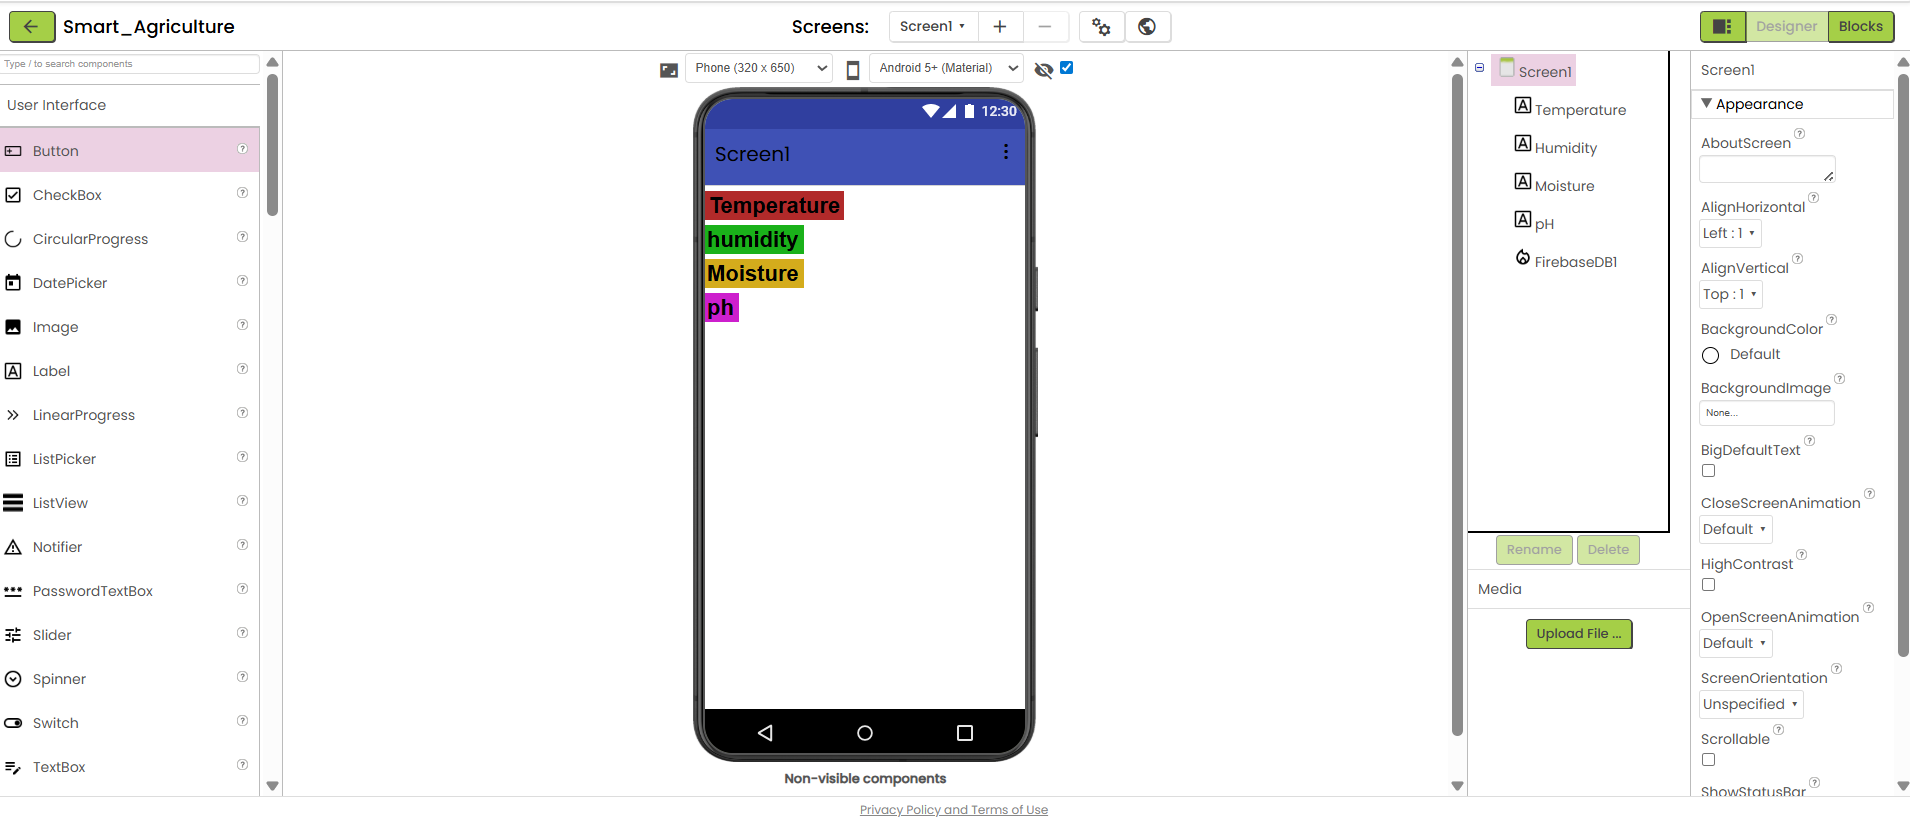 Smart_Agriculture
Screens:
Screen1
Designer
Blocks
Type / to search components
User Interface
Button
CheckBox
CircularProgress
DatePicker
Image
Label
LinearProgress
ListPicker
ListView
Notifier
PasswordTextBox
Slider
Spinner
Switch
TextBox
Phone (320 x 650)
Android 5+ (Material)
12:30
Screen1
Temperature
humidity
Moisture
ph
Non-visible components
Screen1
Temperature
Humidity
Moisture
pH
FirebaseDB1
Rename
Delete
Media
Upload File ...
Screen1
Appearance
AboutScreen
AlignHorizontal
Left : 1
AlignVertical
Top : 1
BackgroundColor
Default
BackgroundImage
None...
BigDefaultText
CloseScreenAnimation
Default
HighContrast
OpenScreenAnimation
Default
ScreenOrientation
Unspecified
Scrollable
ShowStatusBar
Privacy Policy and Terms of Use